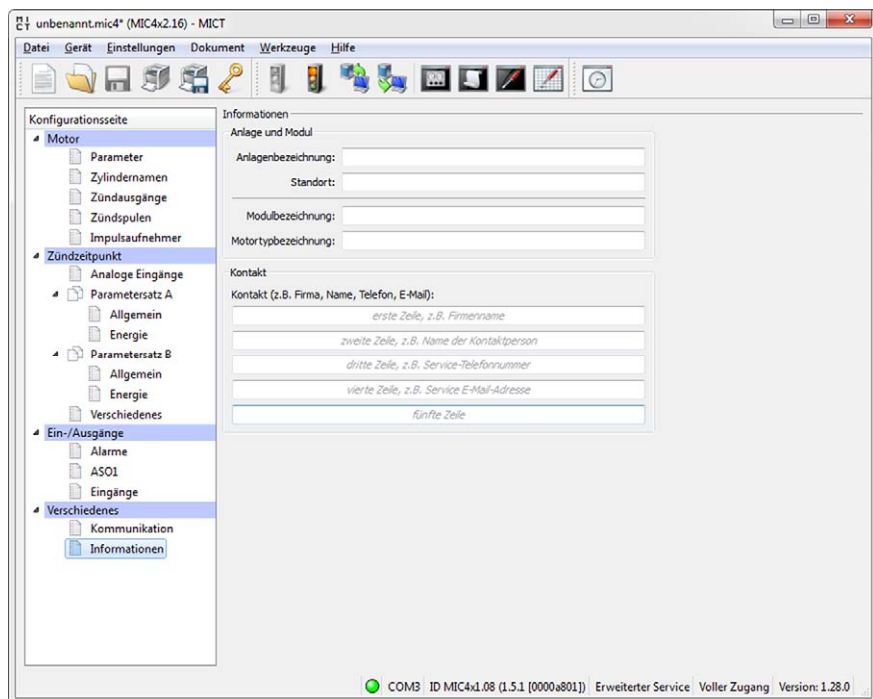 unbenannt.mic4* (MIC4x2.16) - MICT
Datei Gerät Einstellungen Dokument Werkzeuge Hilfe
Konfigurationsseite
Motor
Parameter
Zylindernamen
Zündausgänge
Zündspulen
Impulsaufnehmer
Zündzeitpunkt
Analoge Eingänge
Parametersatz A
Allgemein
Energie
Parametersatz B
Allgemein
Energie
Verschiedenes
Ein-/Ausgänge
Alarme
ASO1
Eingänge
Verschiedenes
Kommunikation
Informationen
Informationen
Anlage und Modul
Anlagenbezeichnung:
Standort:
Modulbezeichnung:
Motortypbezeichnung:
Kontakt
Kontakt (z.B. Firma, Name, Telefon, E-Mail):
erste Zeile, z.B. Firmenname
zweite Zeile, z.B. Name der Kontaktperson
dritte Zeile, z.B. Service-Telefonnummer
vierte Zeile, z.B. Service E-Mail-Adresse
fünfte Zeile
COM3 ID MIC4x1.08 (1.5.1 [0000a801]) Erweiterter Service Voller Zugang Version: 1.28.0